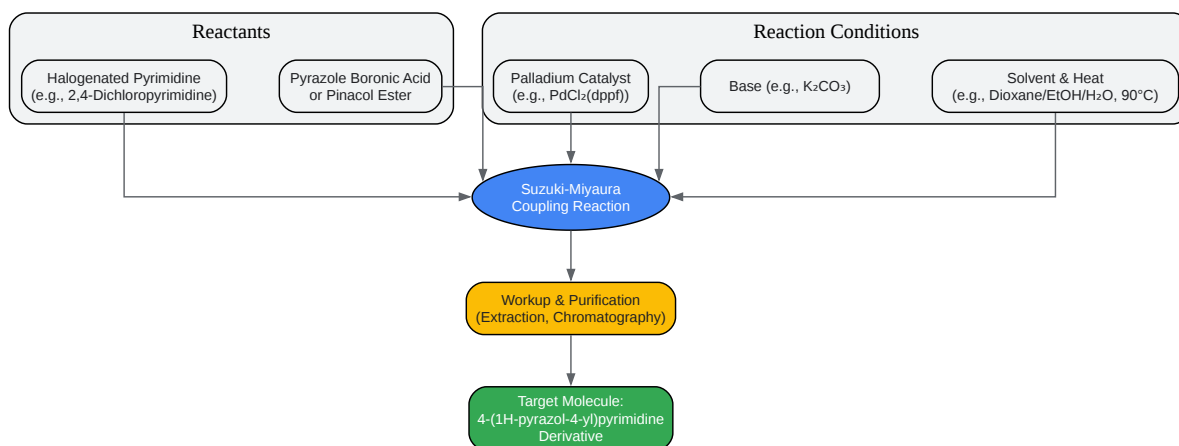 Reactants
Reaction Conditions
Halogenated Pyrimidine
(e.g., 2,4-Dichloropyrimidine)
Pyrazole Boronic Acid
or Pinacol Ester
Palladium Catalyst
(e.g., PdCl₂(dppf))
Base (e.g., K₂CO₃)
Solvent & Heat
(e.g., Dioxane/EtOH/H₂O, 90°C)
Suzuki-Miyaura
Coupling Reaction
Workup & Purification
(Extraction, Chromatography)
Target Molecule:
4-(1H-pyrazol-4-yl)pyrimidine
Derivative